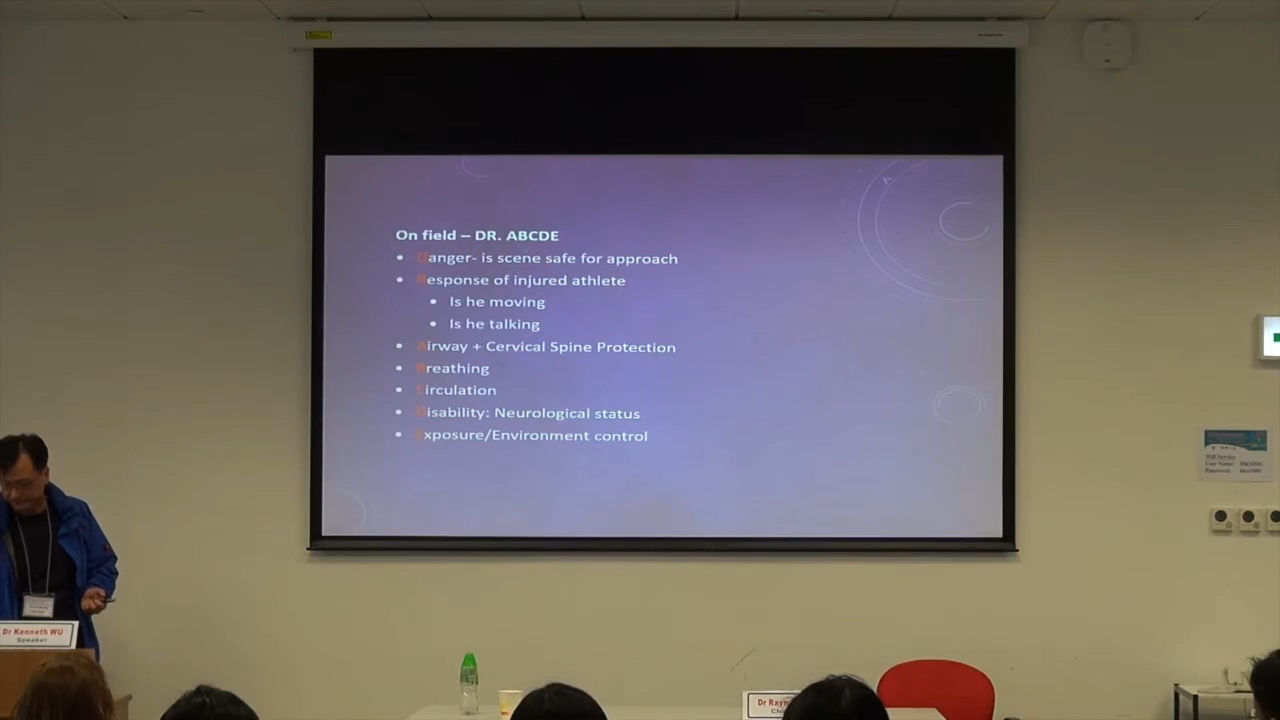 On field – DR. ABCDE
• Danger- is scene safe for approach
• Response of injured athlete
• Is he moving
• Is he talking
• Airway + Cervical Spine Protection
• Breathing
• Circulation
• Disability: Neurological status
• Exposure/Environment control
Dr Kenneth WU
Speaker
Dr